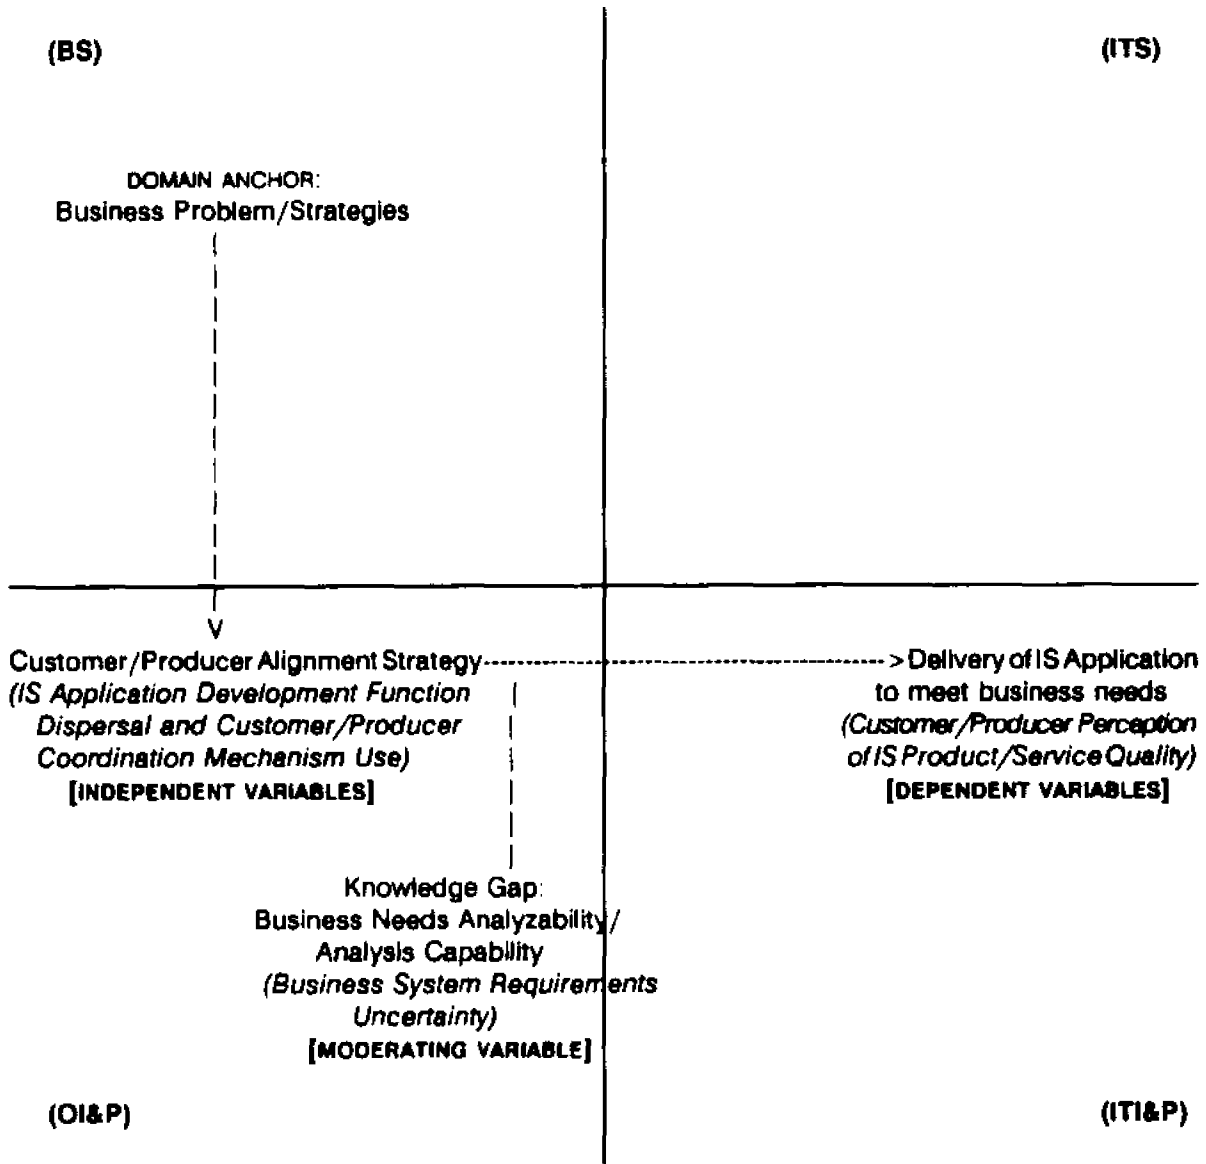 (BS)
(ITS)
DOMAIN ANCHOR:
Business Problem/Strategies
Customer/Producer Alignment Strategy
(IS Application Development Function
Dispersal and Customer/Producer
Coordination Mechanism Use)
[INDEPENDENT VARIABLES]
Delivery of IS Application
to meet business needs
(Customer/Producer Perception
of IS Product/Service Quality)
[DEPENDENT VARIABLES]
Knowledge Gap:
Business Needs Analyzability/
Analysis Capability
(Business System Requirements
Uncertainty)
[MODERATING VARIABLE]
(OI&P)
(ITI&P)